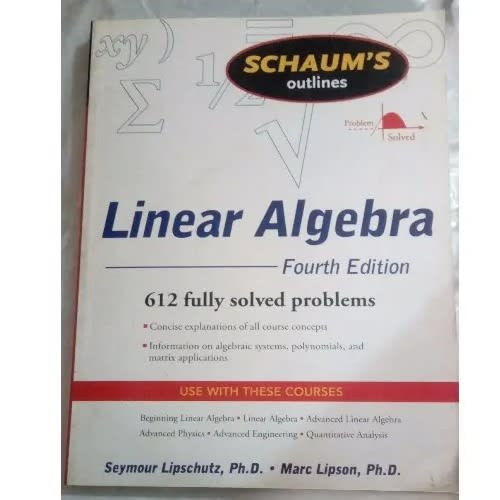 xy)
SCHAUM'S
outlines
Problem
Solved
Linear Algebra
Fourth Edition
612 fully solved problems
▪ Concise explanations of all course concepts
▪ Information on algebraic systems, polynomials, and
matrix applications
USE WITH THESE COURSES
Beginning Linear Algebra • Linear Algebra • Advanced Linear Algebra
Advanced Physics • Advanced Engineering • Quantitative Analysis
Seymour Lipschutz, Ph.D. • Marc Lipson, Ph.D.